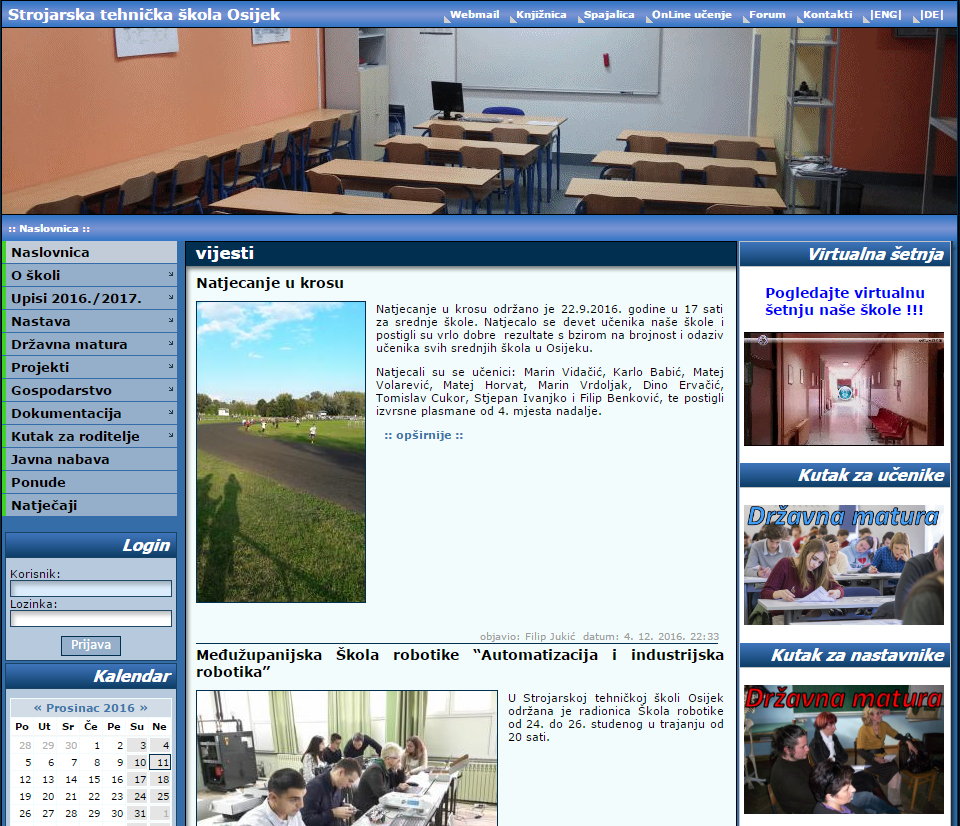 Strojarska tehnička škola Osijek
Webmail Knjižnica Spajalica OnLine učenje Forum Kontakti |ENG| |DE|
:: Naslovnica ::
Naslovnica
O školi
Upisi 2016./2017.
Nastava
Državna matura
Projekti
Gospodarstvo
Dokumentacija
Kutak za roditelje
Javna nabava
Ponude
Natječaji
Login
Korisnik:
Lozinka:
Prijava
Kalendar
« Prosinac 2016 »
Po Ut Sr Če Pe Su Ne
28 29 30 1 2 3 4
5 6 7 8 9 10 11
12 13 14 15 16 17 18
19 20 21 22 23 24 25
26 27 28 29 30 31 1
vijesti
Natjecanje u krosu
Natjecanje u krosu održano je 22.9.2016. godine u 17 sati
za srednje škole. Natjecalo se devet učenika naše škole i
postigli su vrlo dobre rezultate s bzirom na brojnost i odaziv
učenika svih srednjih škola u Osijeku.
Natjecali su se učenici: Marin Vidačić, Karlo Babić, Matej
Volarević, Matej Horvat, Marin Vrdoljak, Dino Ervačić,
Tomislav Cukor, Stjepan Ivanjko i Filip Benković, te postigli
izvrsne plasmane od 4. mjesta nadalje.
:: opširnije ::
objavio: Filip Jukić datum: 4. 12. 2016. 22:33
Međužupanijska Škola robotike “Automatizacija i industrijska
robotika”
U Strojarskoj tehničkoj školi Osijek
održana je radionica Škola robotike
od 24. do 26. studenog u trajanju od
20 sati.
Virtualna šetnja
Pogledajte virtualnu
šetnju naše škole !!!
Kutak za učenike
Državna matura
Kutak za nastavnike
Državna matura